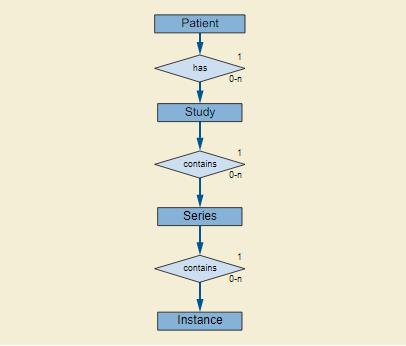 Patient
1
has
0-n
Study
1
contains
0-n
Series
1
contains
0-n
Instance